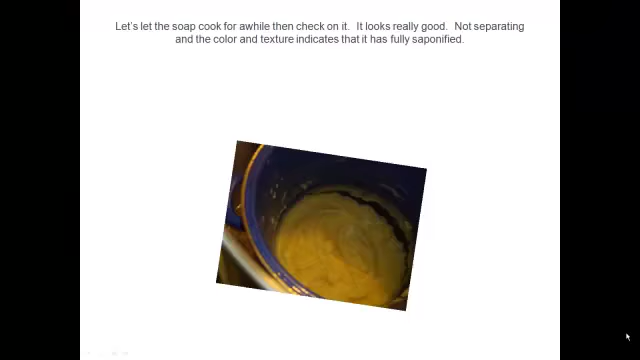 Let's let the soap cook for awhile then check on it.  It looks really good.  Not separating
and the color and texture indicates that it has fully saponified.